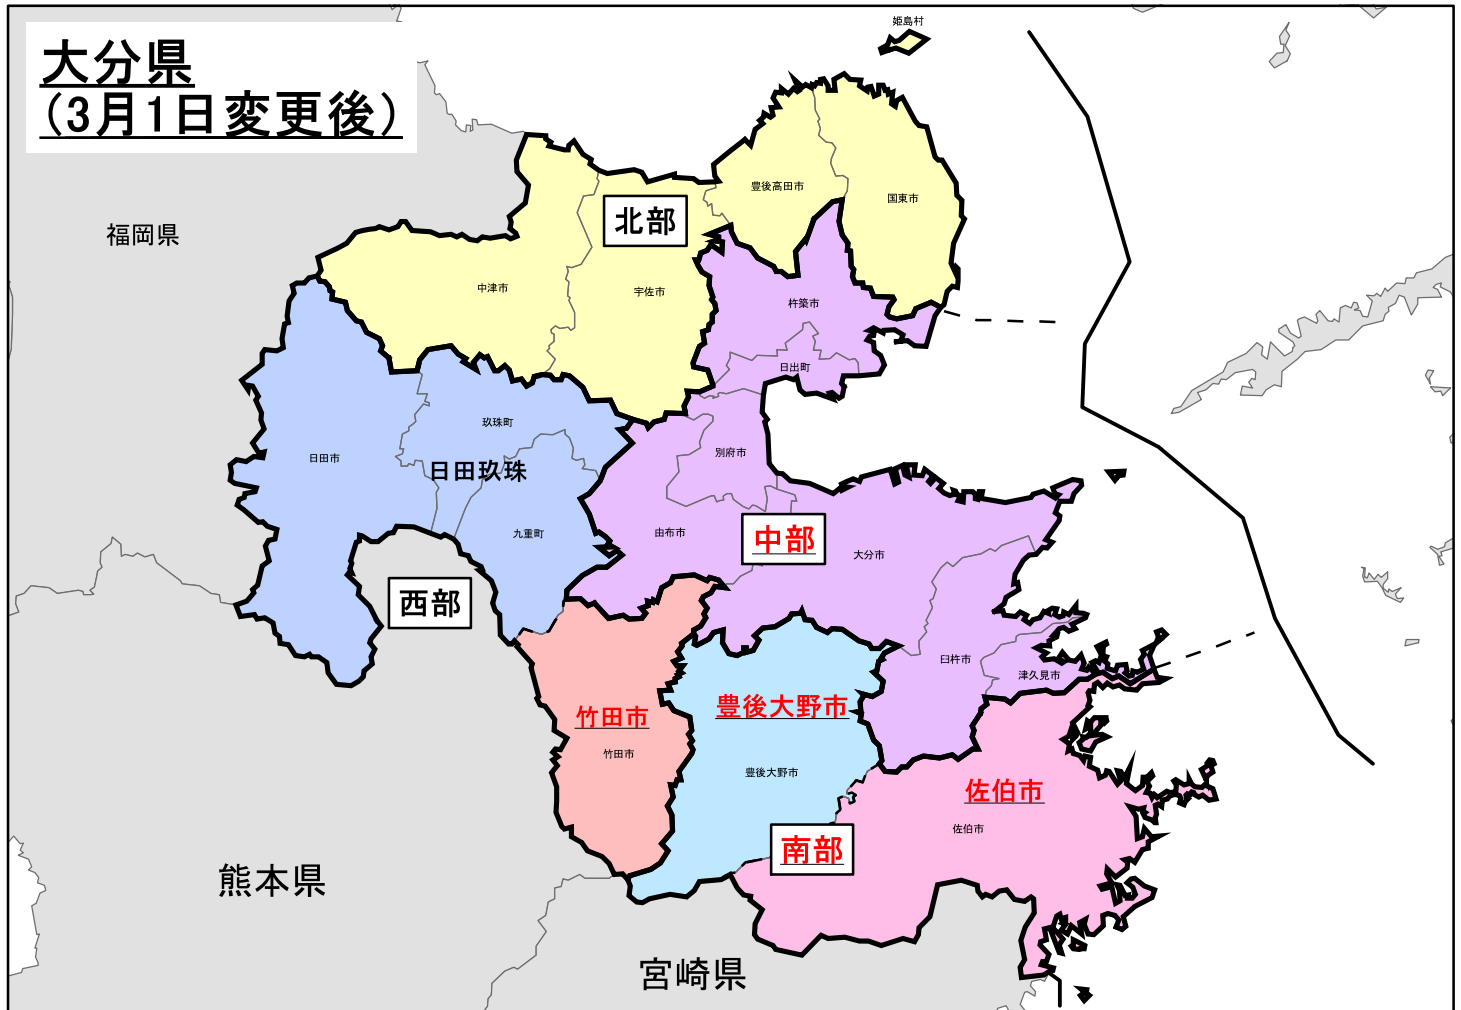 大分県
（3月1日変更後）
姫島村
福岡県
豊後高田市
国東市
北部
中津市
宇佐市
杵築市
日出町
玖珠町
日田市
日田玖珠
別府市
九重町
由布市
中部
大分市
西部
臼杵市
津久見市
竹田市
豊後大野市
竹田市
豊後大野市
佐伯市
佐伯市
南部
熊本県
宮崎県